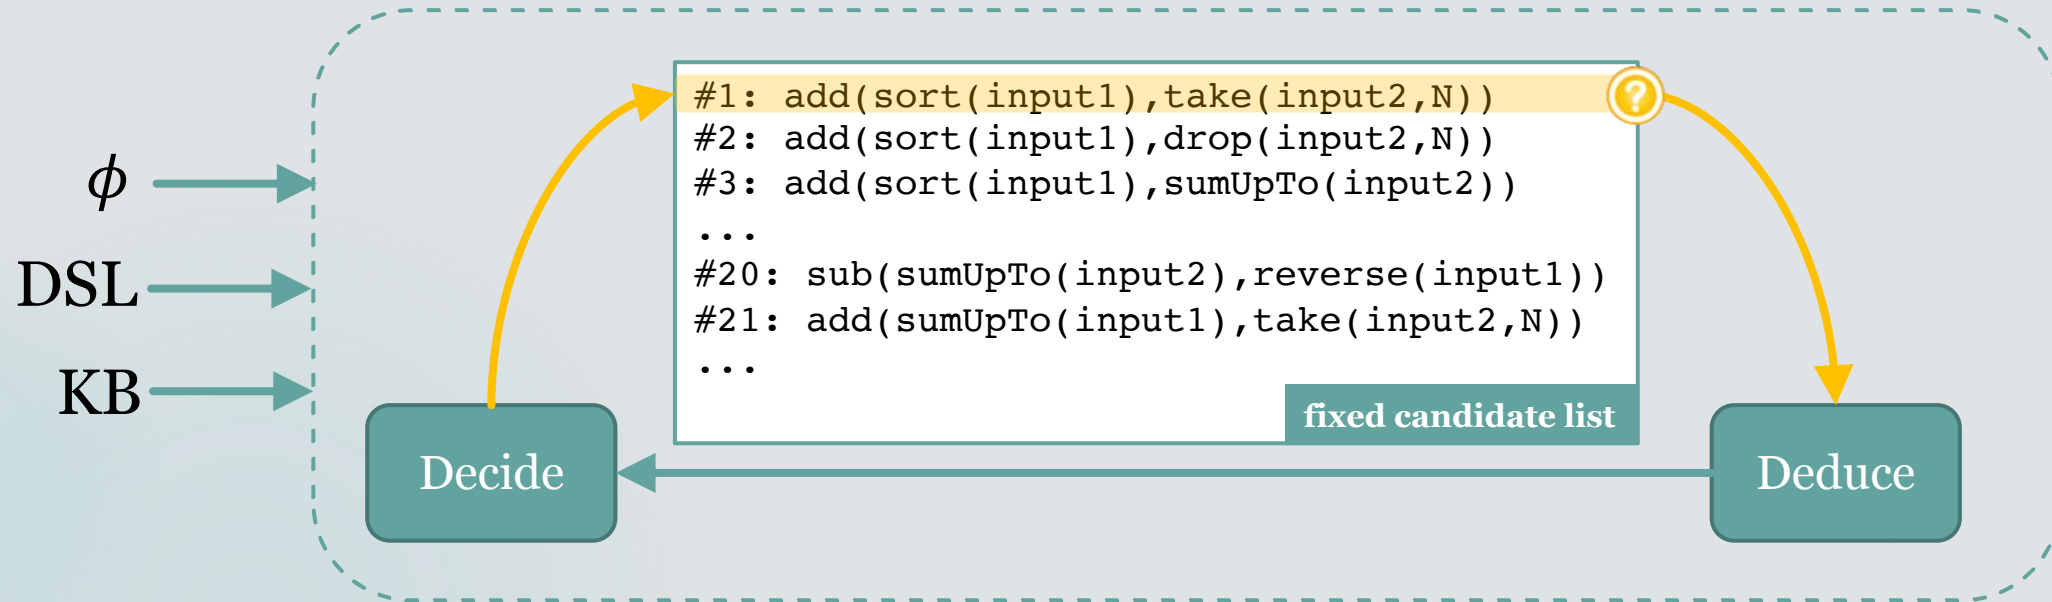 #1: add(sort(input1),take(input2,N))
?
#2: add(sort(input1),drop(input2,N))
#3: add(sort(input1),sumUpTo(input2))
...
#20: sub(sumUpTo(input2),reverse(input1))
#21: add(sumUpTo(input1),take(input2,N))
...
fixed candidate list
ϕ
DSL
KB
Decide
Deduce